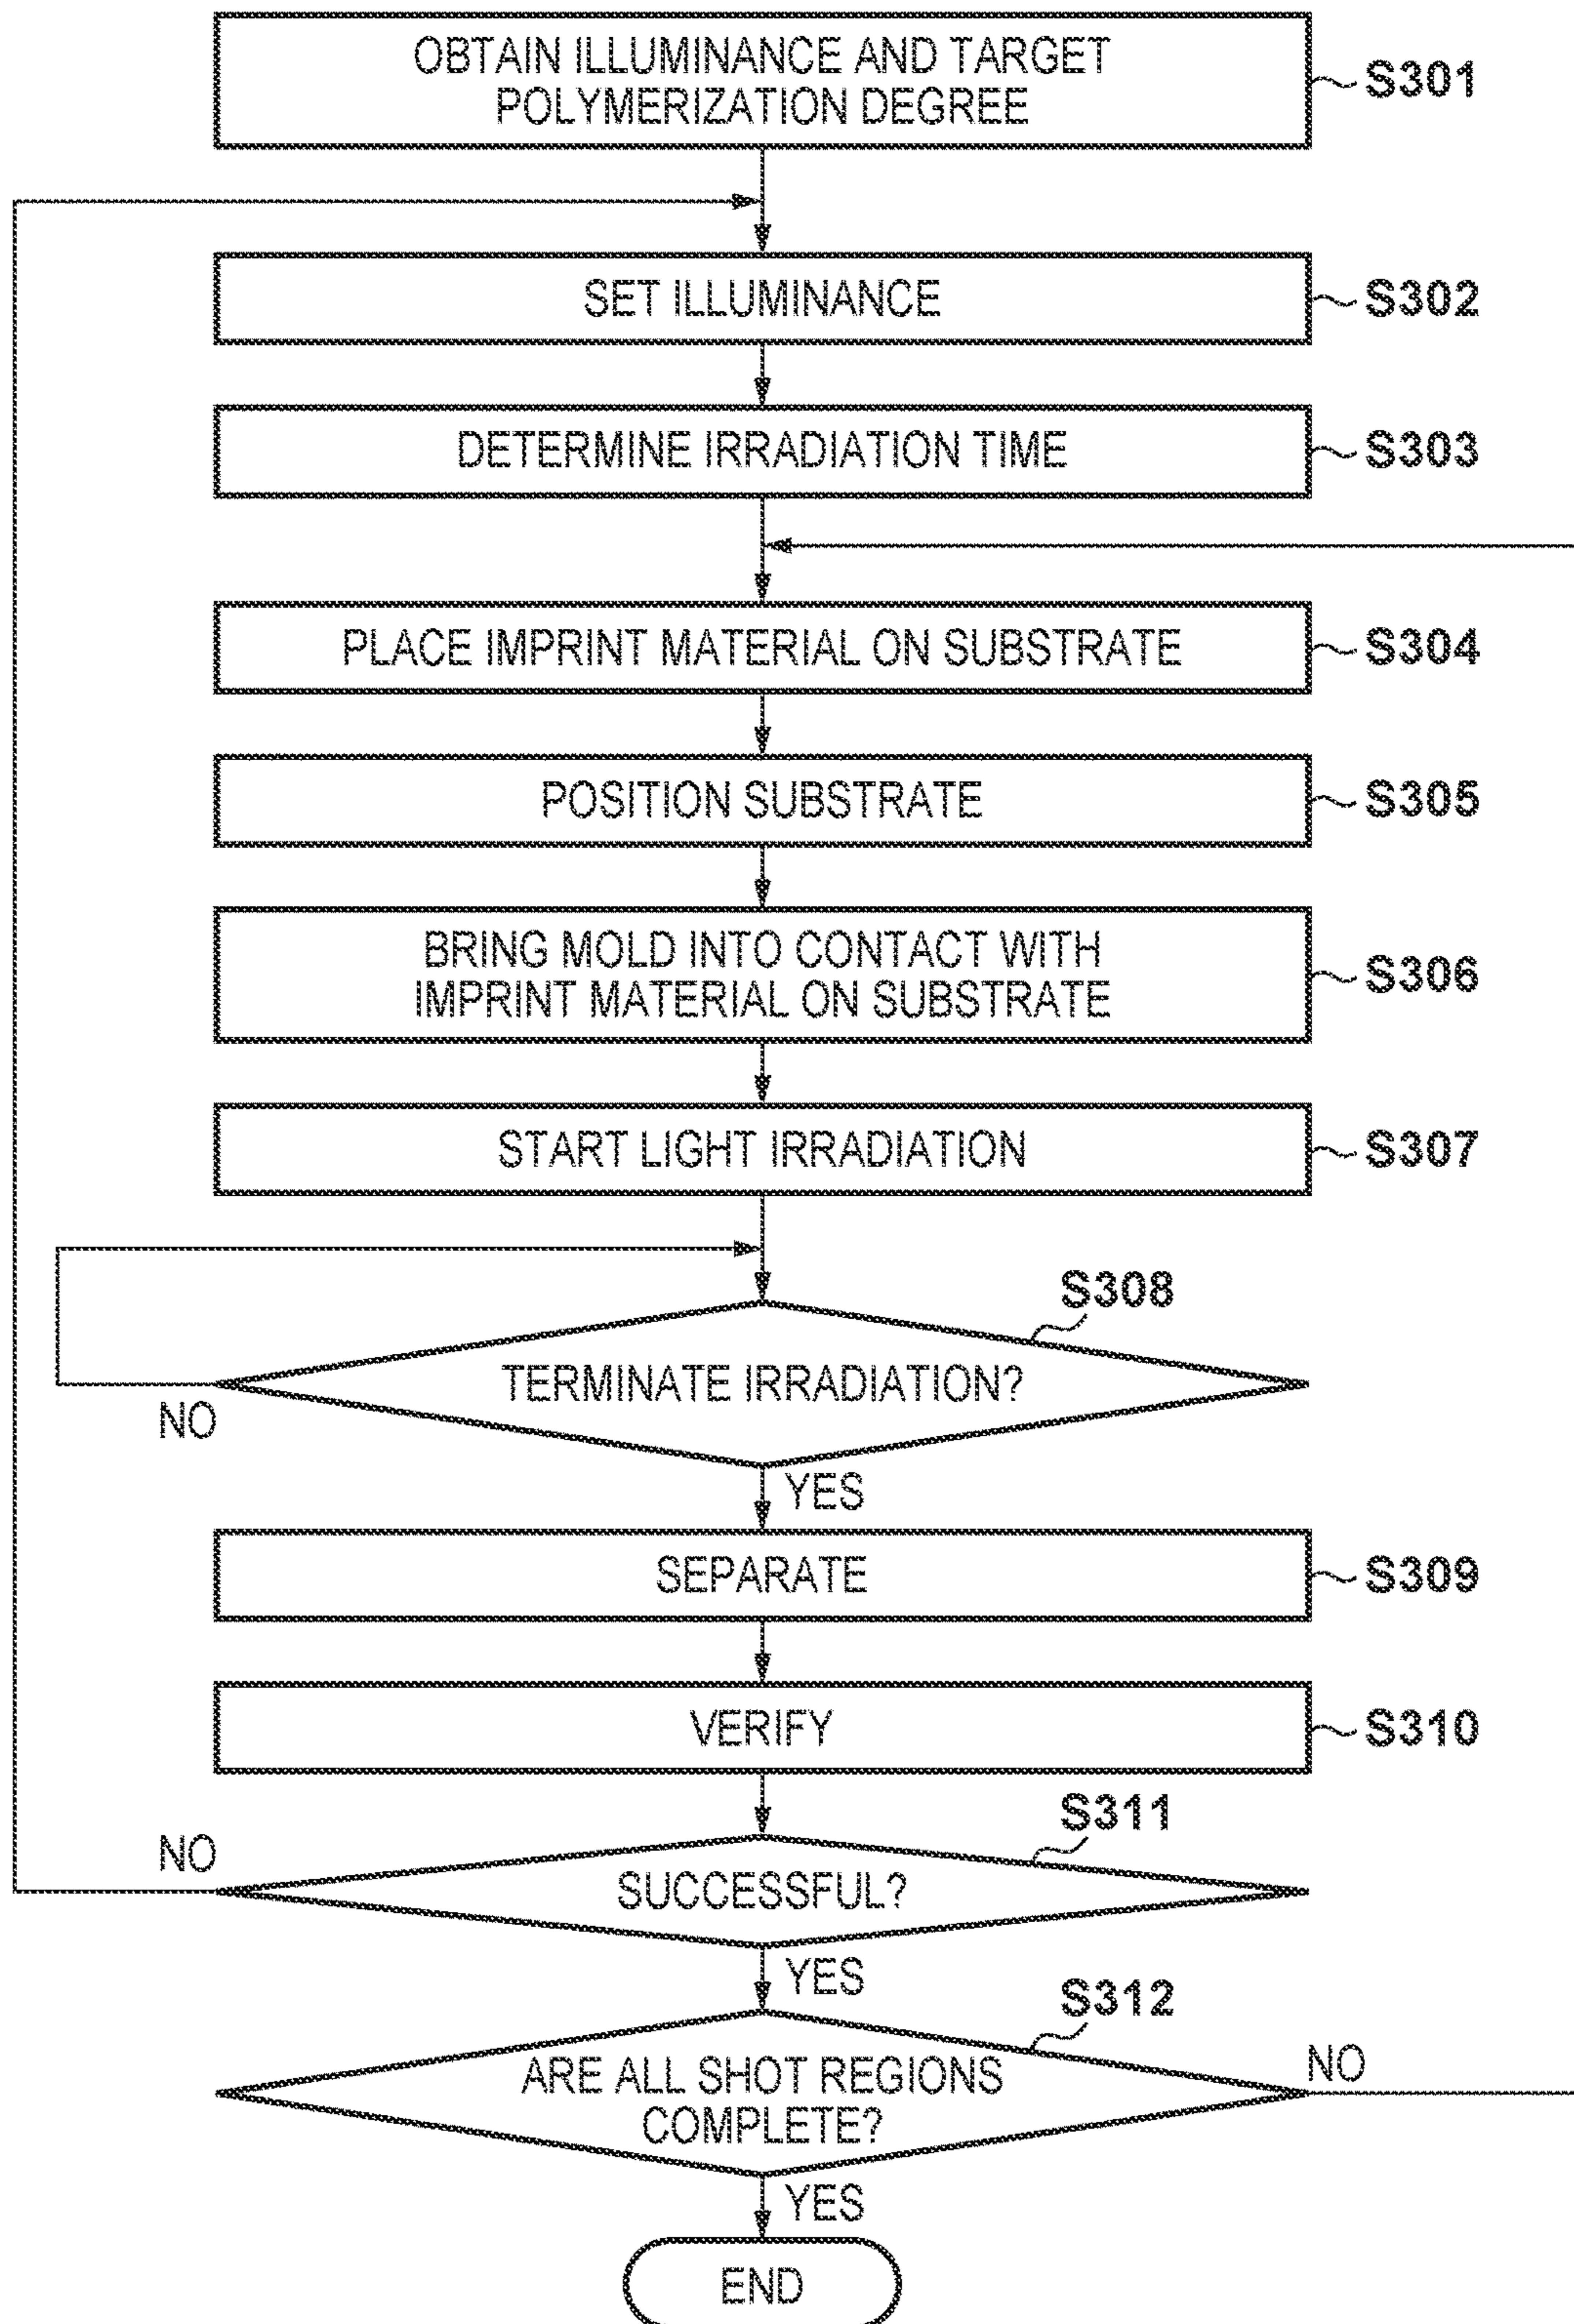 OBTAIN ILLUMINANCE AND TARGET
POLYMERIZATION DEGREE
S301
SET ILLUMINANCE
S302
DETERMINE IRRADIATION TIME
S303
PLACE IMPRINT MATERIAL ON SUBSTRATE
S304
POSITION SUBSTRATE
S305
BRING MOLD INTO CONTACT WITH
IMPRINT MATERIAL ON SUBSTRATE
S306
START LIGHT IRRADIATION
S307
S308
TERMINATE IRRADIATION?
NO
YES
SEPARATE
S309
VERIFY
S310
S311
NO
SUCCESSFUL?
YES
S312
ARE ALL SHOT REGIONS
COMPLETE?
NO
YES
END